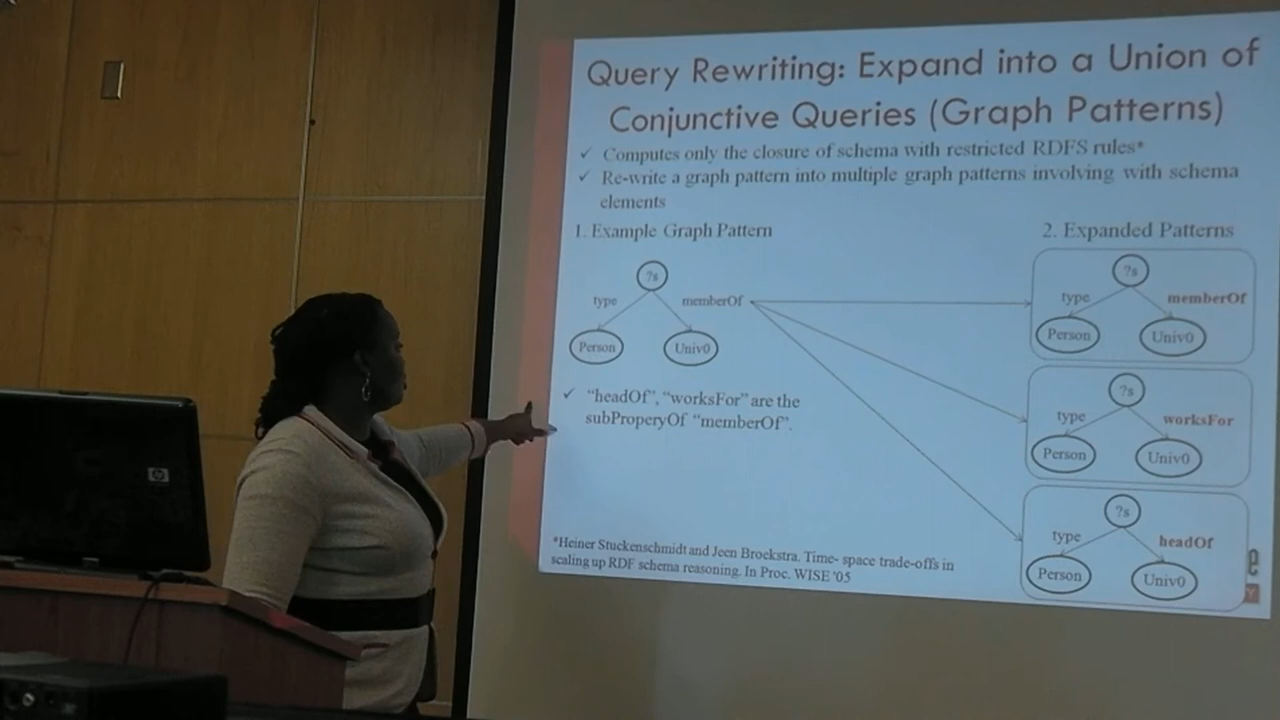 Query Rewriting: Expand into a Union of
Conjunctive Queries (Graph Patterns)
✓ Computes only the closure of schema with restricted RDFS rules*
✓ Re-write a graph pattern into multiple graph patterns involving with schema
elements
1. Example Graph Pattern
?s
type memberOf
Person Univ0
✓ "headOf", "worksFor" are the
subProperyOf "memberOf".
2. Expanded Patterns
?s
type memberOf
Person Univ0
?s
type worksFor
Person Univ0
?s
type headOf
Person Univ0
*Heiner Stuckenschmidt and Jeen Broekstra. Time- space trade-offs in
scaling up RDF schema reasoning. In Proc. WISE '05
e
hp